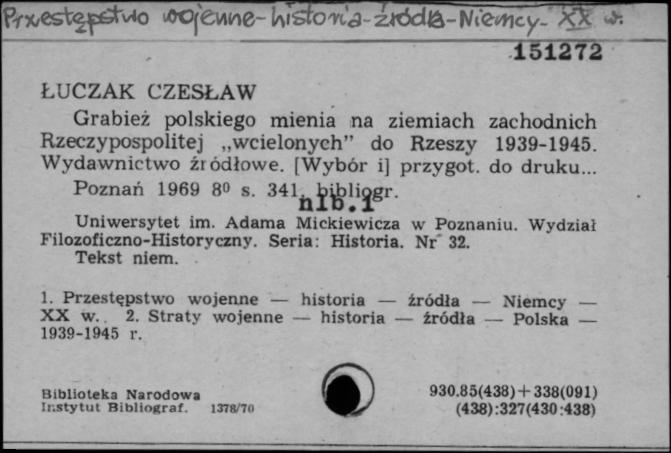 Przestępstwo wojenne-historia-źródła-Niemcy- XX w.
151272
ŁUCZAK CZESŁAW
Grabież polskiego mienia na ziemiach zachodnich
Rzeczypospolitej „wcielonych” do Rzeszy 1939-1945.
Wydawnictwo źródłowe. [Wybór i] przygot. do druku...
Poznań 1969 8⁰ s. 341, bibliogr.
nlb.1
Uniwersytet im. Adama Mickiewicza w Poznaniu. Wydział
Filozoficzno-Historyczny. Seria: Historia. Nr 32.
Tekst niem.
1. Przestępstwo wojenne — historia — źródła — Niemcy —
XX w. 2. Straty wojenne — historia — źródła — Polska —
1939-1945 r.
Biblioteka Narodowa 930.85(438)+338(091)
Instytut Bibliograf. 1378/70 (438):327(430:438)